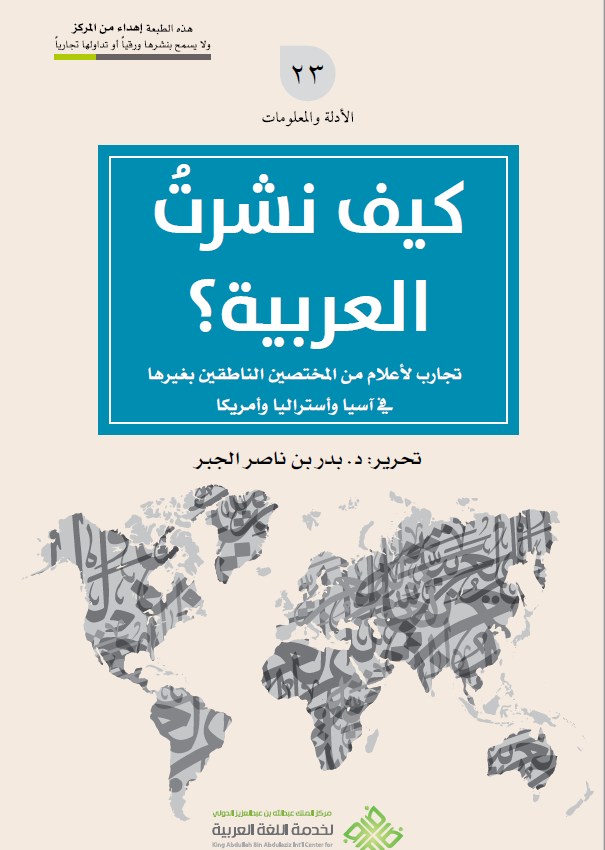 هذه الطبعة إهداء من المركز
ولا يسمح بنشرها ورقياً أو تداولها تجارياً
٢٣
الأدلة والمعلومات
كيف نشرتُ
العربية؟
تجارب لأعلام من المختصين الناطقين بغيرها
في آسيا وأستراليا وأمريكا
تحرير: د. بدر بن ناصر الجبر
مركز الملك عبدالله بن عبدالعزيز الدولي
لخدمة اللغة العربية
King Abdullah Bin Abdulaziz Int'l Center for